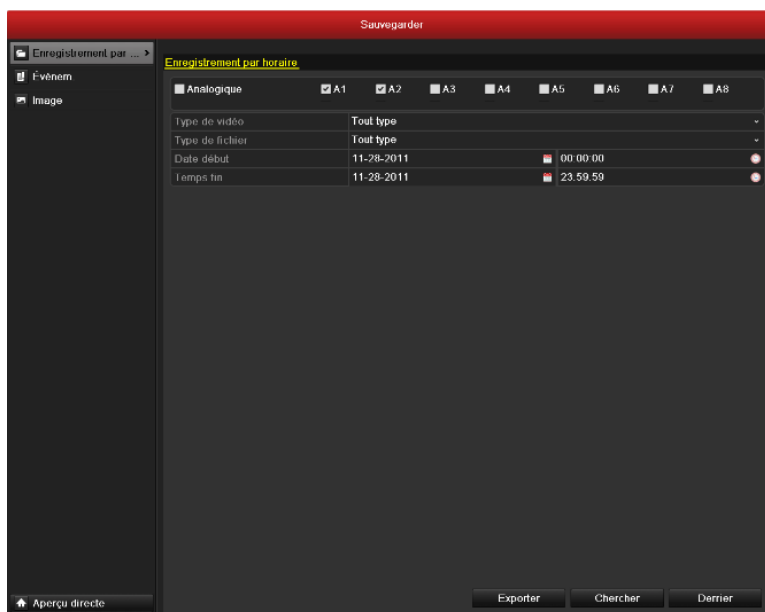 Sauvegarder
Enregistrement par ... >
Évènem
Image
Enregistrement par horaire
Analogique A1 A2 A3 A4 A5 A6 A7 A8
Type de vidéo Tout type
Type de fichier Tout type
Date début 11-28-2011 00:00:00
Temps fin 11-28-2011 23:59:59
Exporter Chercher Derrier
Aperçu directe